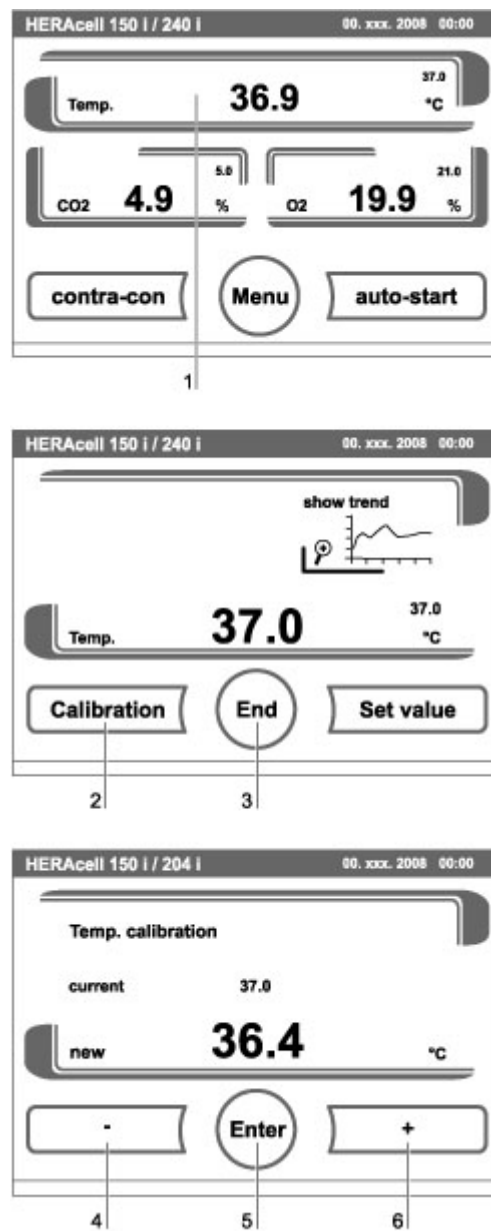 HERAcell 150 i / 240 i 00. xxx. 2008 00:00
37.0
Temp. 36.9 °C
5.0 21.0
CO2 4.9 % O2 19.9 %
contra-con Menu auto-start
1
HERAcell 150 i / 240 i 00. xxx. 2008 00:00
show trend
37.0
Temp. 37.0 °C
Calibration End Set value
2 3
HERAcell 150 i / 204 i 00. xxx. 2008 00:00
Temp. calibration
current 37.0
new 36.4 °C
- Enter +
4 5 6